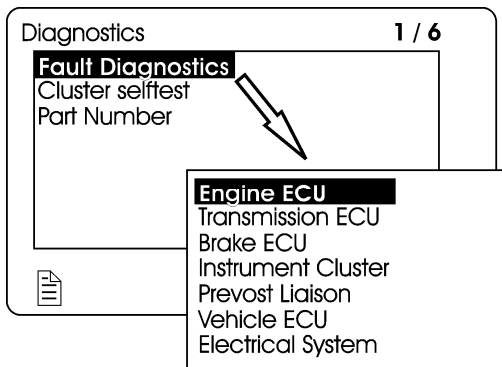 Diagnostics 1 / 6
Fault Diagnostics
Cluster selftest
Part Number
Engine ECU
Transmission ECU
Brake ECU
Instrument Cluster
Prevost Liaison
Vehicle ECU
Electrical System